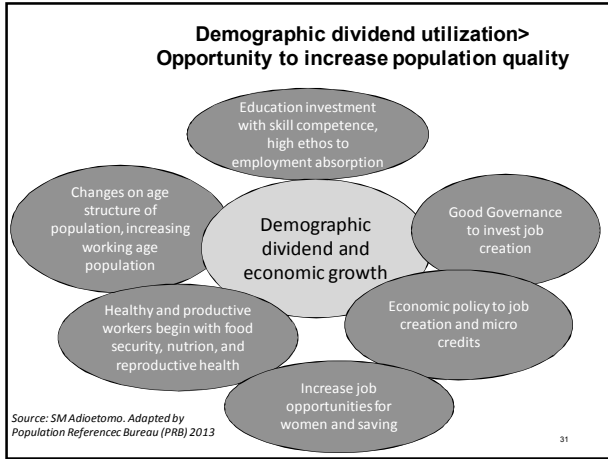 Demographic dividend utilization>
Opportunity to increase population quality
Education investment
with skill competence,
high ethos to
employment absorption
Changes on age
structure of
population, increasing
working age
population
Demographic
dividend and
economic growth
Good Governance
to invest job
creation
Healthy and productive
workers begin with food
security, nutrion, and
reproductive health
Economic policy to job
creation and micro
credits
Increase job
opportunities for
women and saving
Source: SM Adioetomo. Adapted by
Population Referencec Bureau (PRB) 2013
31